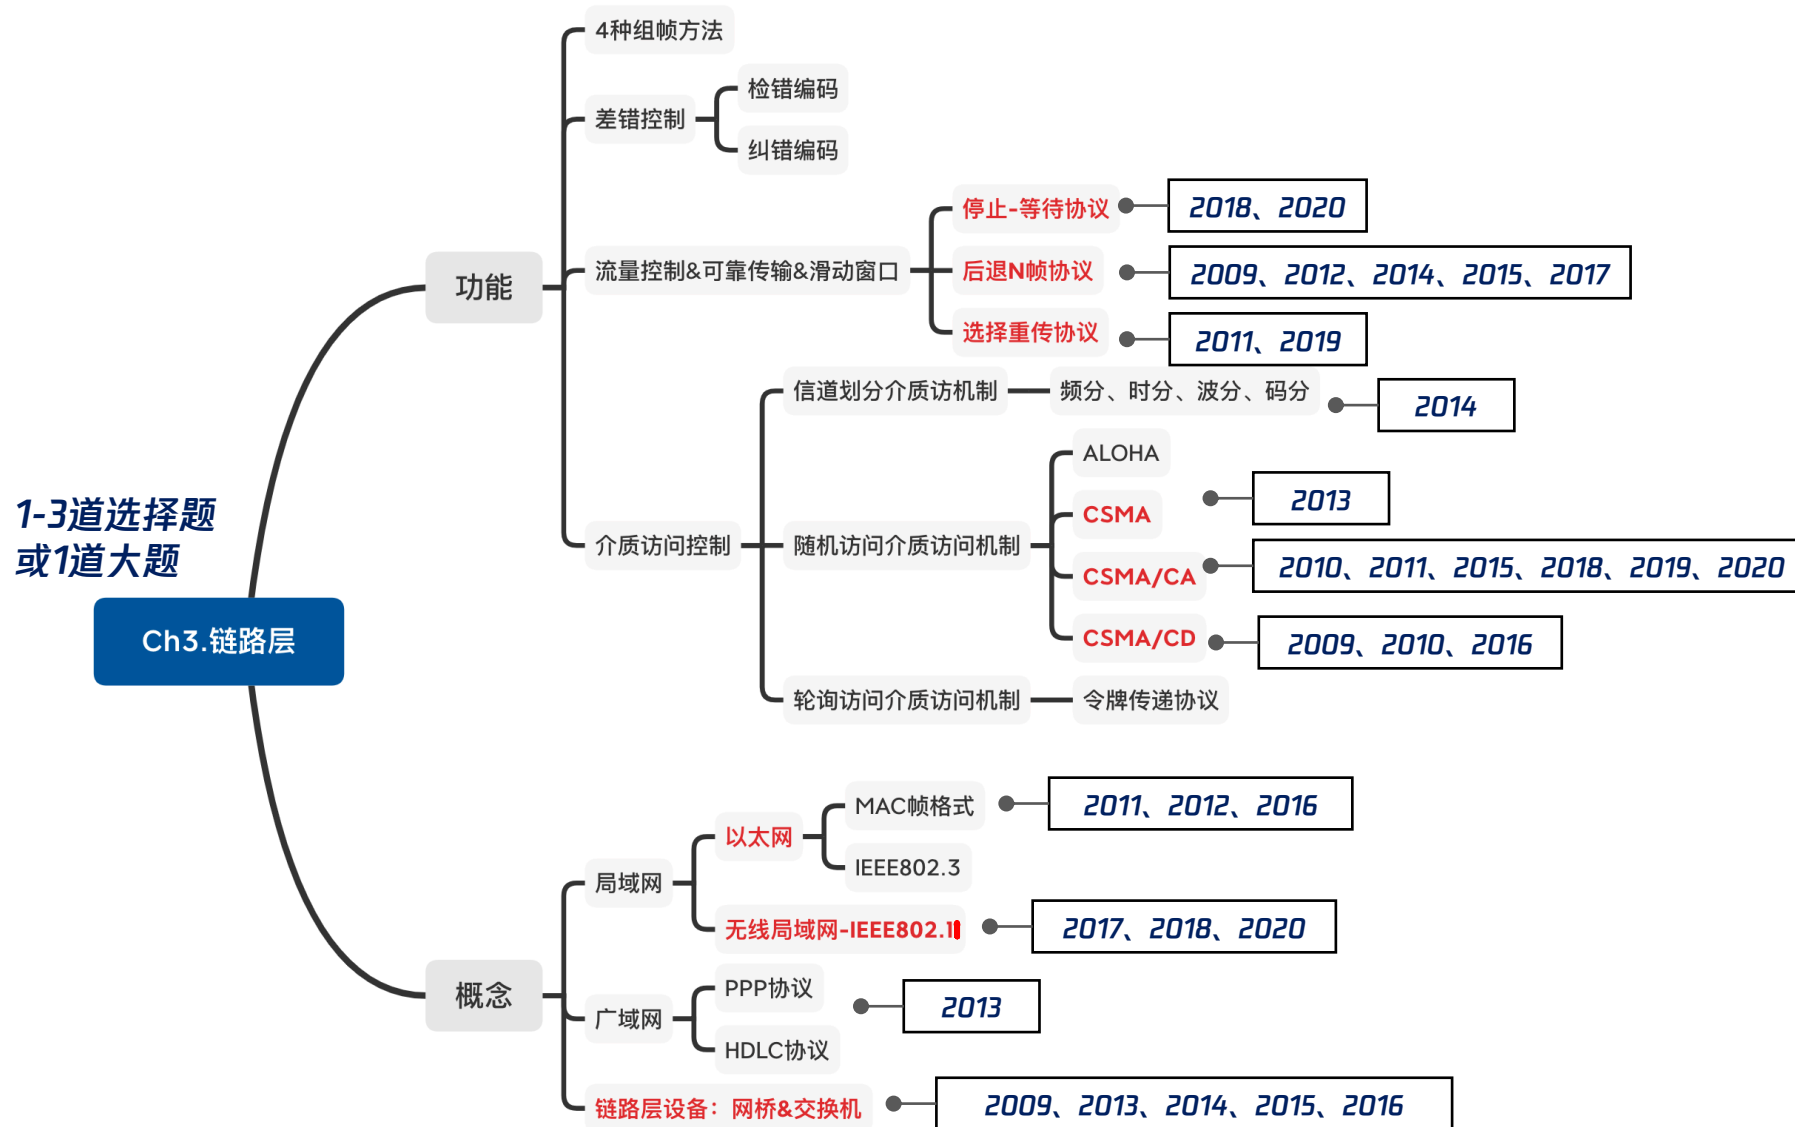 4种组帧方法
差错控制
检错编码
纠错编码
功能
流量控制&可靠传输&滑动窗口
停止-等待协议
2018、2020
后退N帧协议
2009、2012、2014、2015、2017
选择重传协议
2011、2019
介质访问控制
信道划分介质访机制
频分、时分、波分、码分
2014
随机访问介质访问机制
ALOHA
CSMA
2013
CSMA/CA
2010、2011、2015、2018、2019、2020
CSMA/CD
2009、2010、2016
轮询访问介质访问机制
令牌传递协议
1-3道选择题
或1道大题
Ch3.链路层
概念
局域网
以太网
MAC帧格式
2011、2012、2016
IEEE802.3
无线局域网-IEEE802.11
2017、2018、2020
广域网
PPP协议
2013
HDLC协议
链路层设备：网桥&交换机
2009、2013、2014、2015、2016